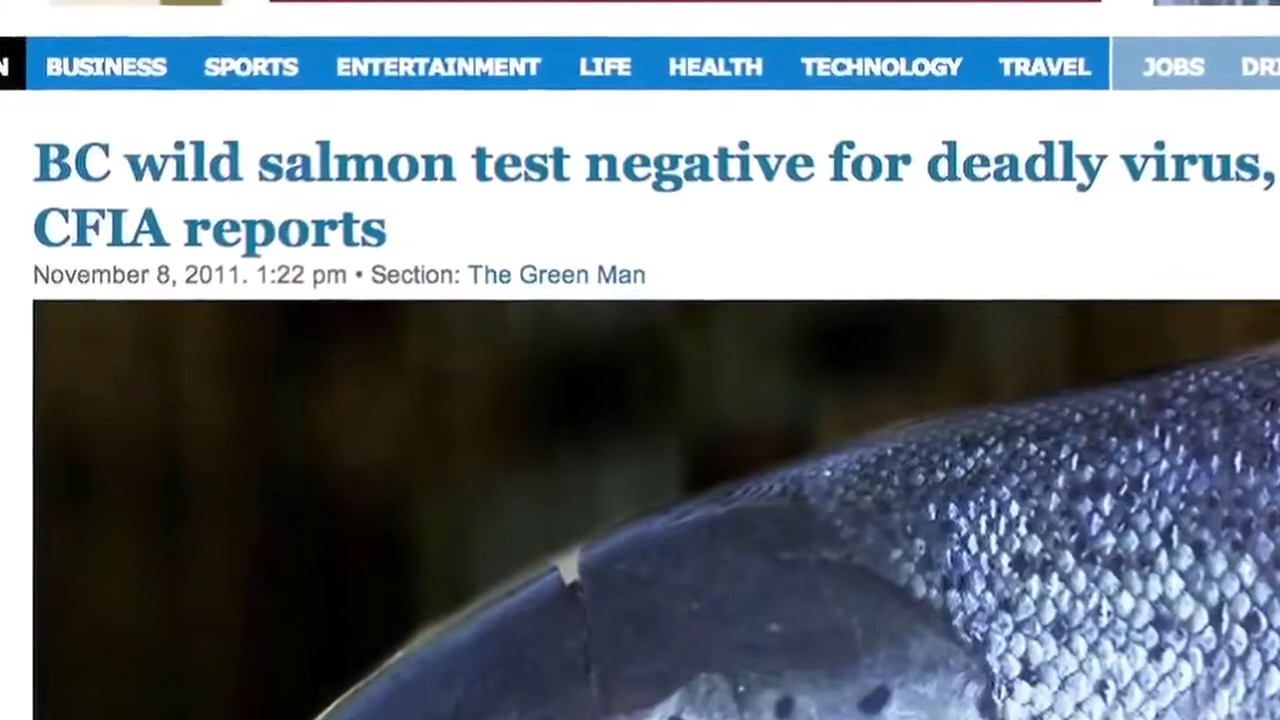 BUSINESS SPORTS ENTERTAINMENT LIFE HEALTH TECHNOLOGY TRAVEL JOBS
BC wild salmon test negative for deadly virus,
CFIA reports
November 8, 2011. 1:22 pm • Section: The Green Man